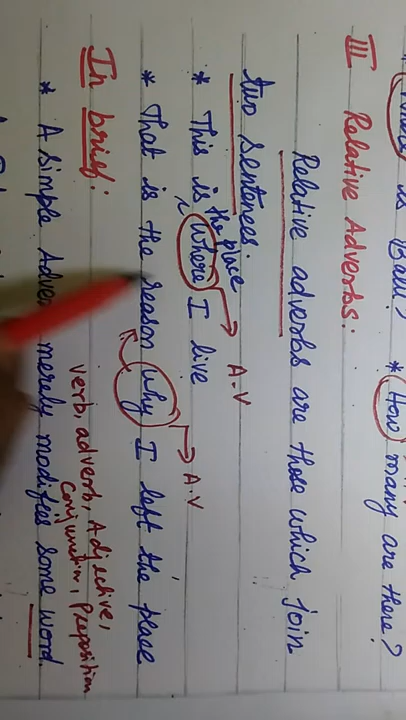 is * How many are there?
III Relative Adverbs:
Relative adverbs are those which join
two sentences.
the place
* This is where I live
A.V
* That is the reason why I left the place
A.V
In brief:
verb, adverb, Adjective,
Conjunction, Preposition
* A simple Adver merely modifies some word.